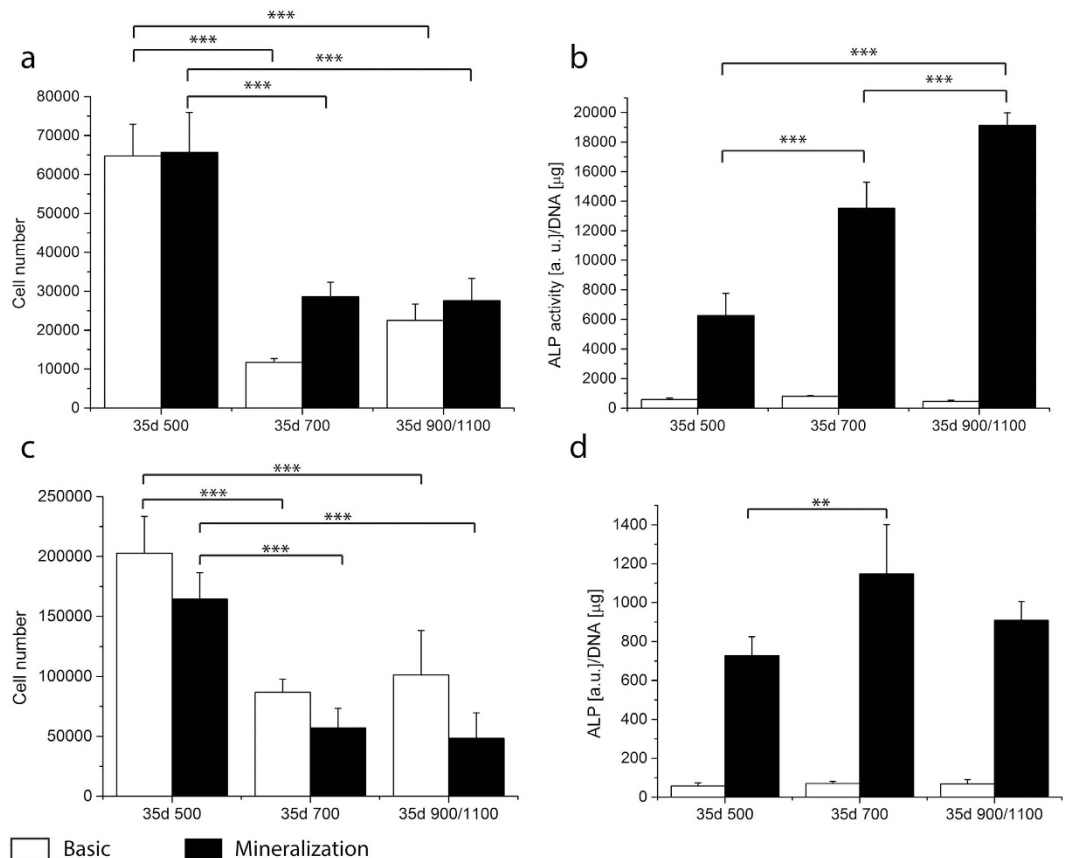 a
***
***
***
***
80000
70000
60000
50000
40000
30000
20000
10000
0
Cell number
35d 500
35d 700
35d 900/1100
b
***
***
***
20000
18000
16000
14000
12000
10000
8000
6000
4000
2000
0
ALP activity [a. u.]/DNA [µg]
35d 500
35d 700
35d 900/1100
c
***
***
***
***
250000
200000
150000
100000
50000
0
Cell number
35d 500
35d 700
35d 900/1100
d
**
1400
1200
1000
800
600
400
200
0
ALP [a.u.]/DNA [µg]
35d 500
35d 700
35d 900/1100
Basic
Mineralization